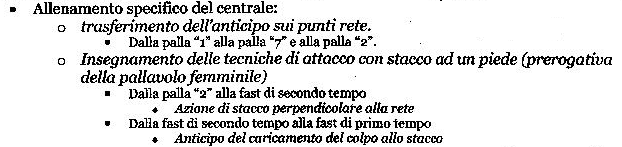 ▪ Allenamento specifico del centrale:
o trasferimento dell'anticipo sui punti rete.
▪ Dalla palla "1" alla palla "7" e alla palla "2".
o Insegnamento delle tecniche di attacco con stacco ad un piede (prerogativa
della pallavolo femminile)
▪ Dalla palla "2" alla fast di secondo tempo
♦ Azione di stacco perpendicolare alla rete
▪ Dalla fast di secondo tempo alla fast di primo tempo
♦ Anticipo del caricamento del colpo allo stacco